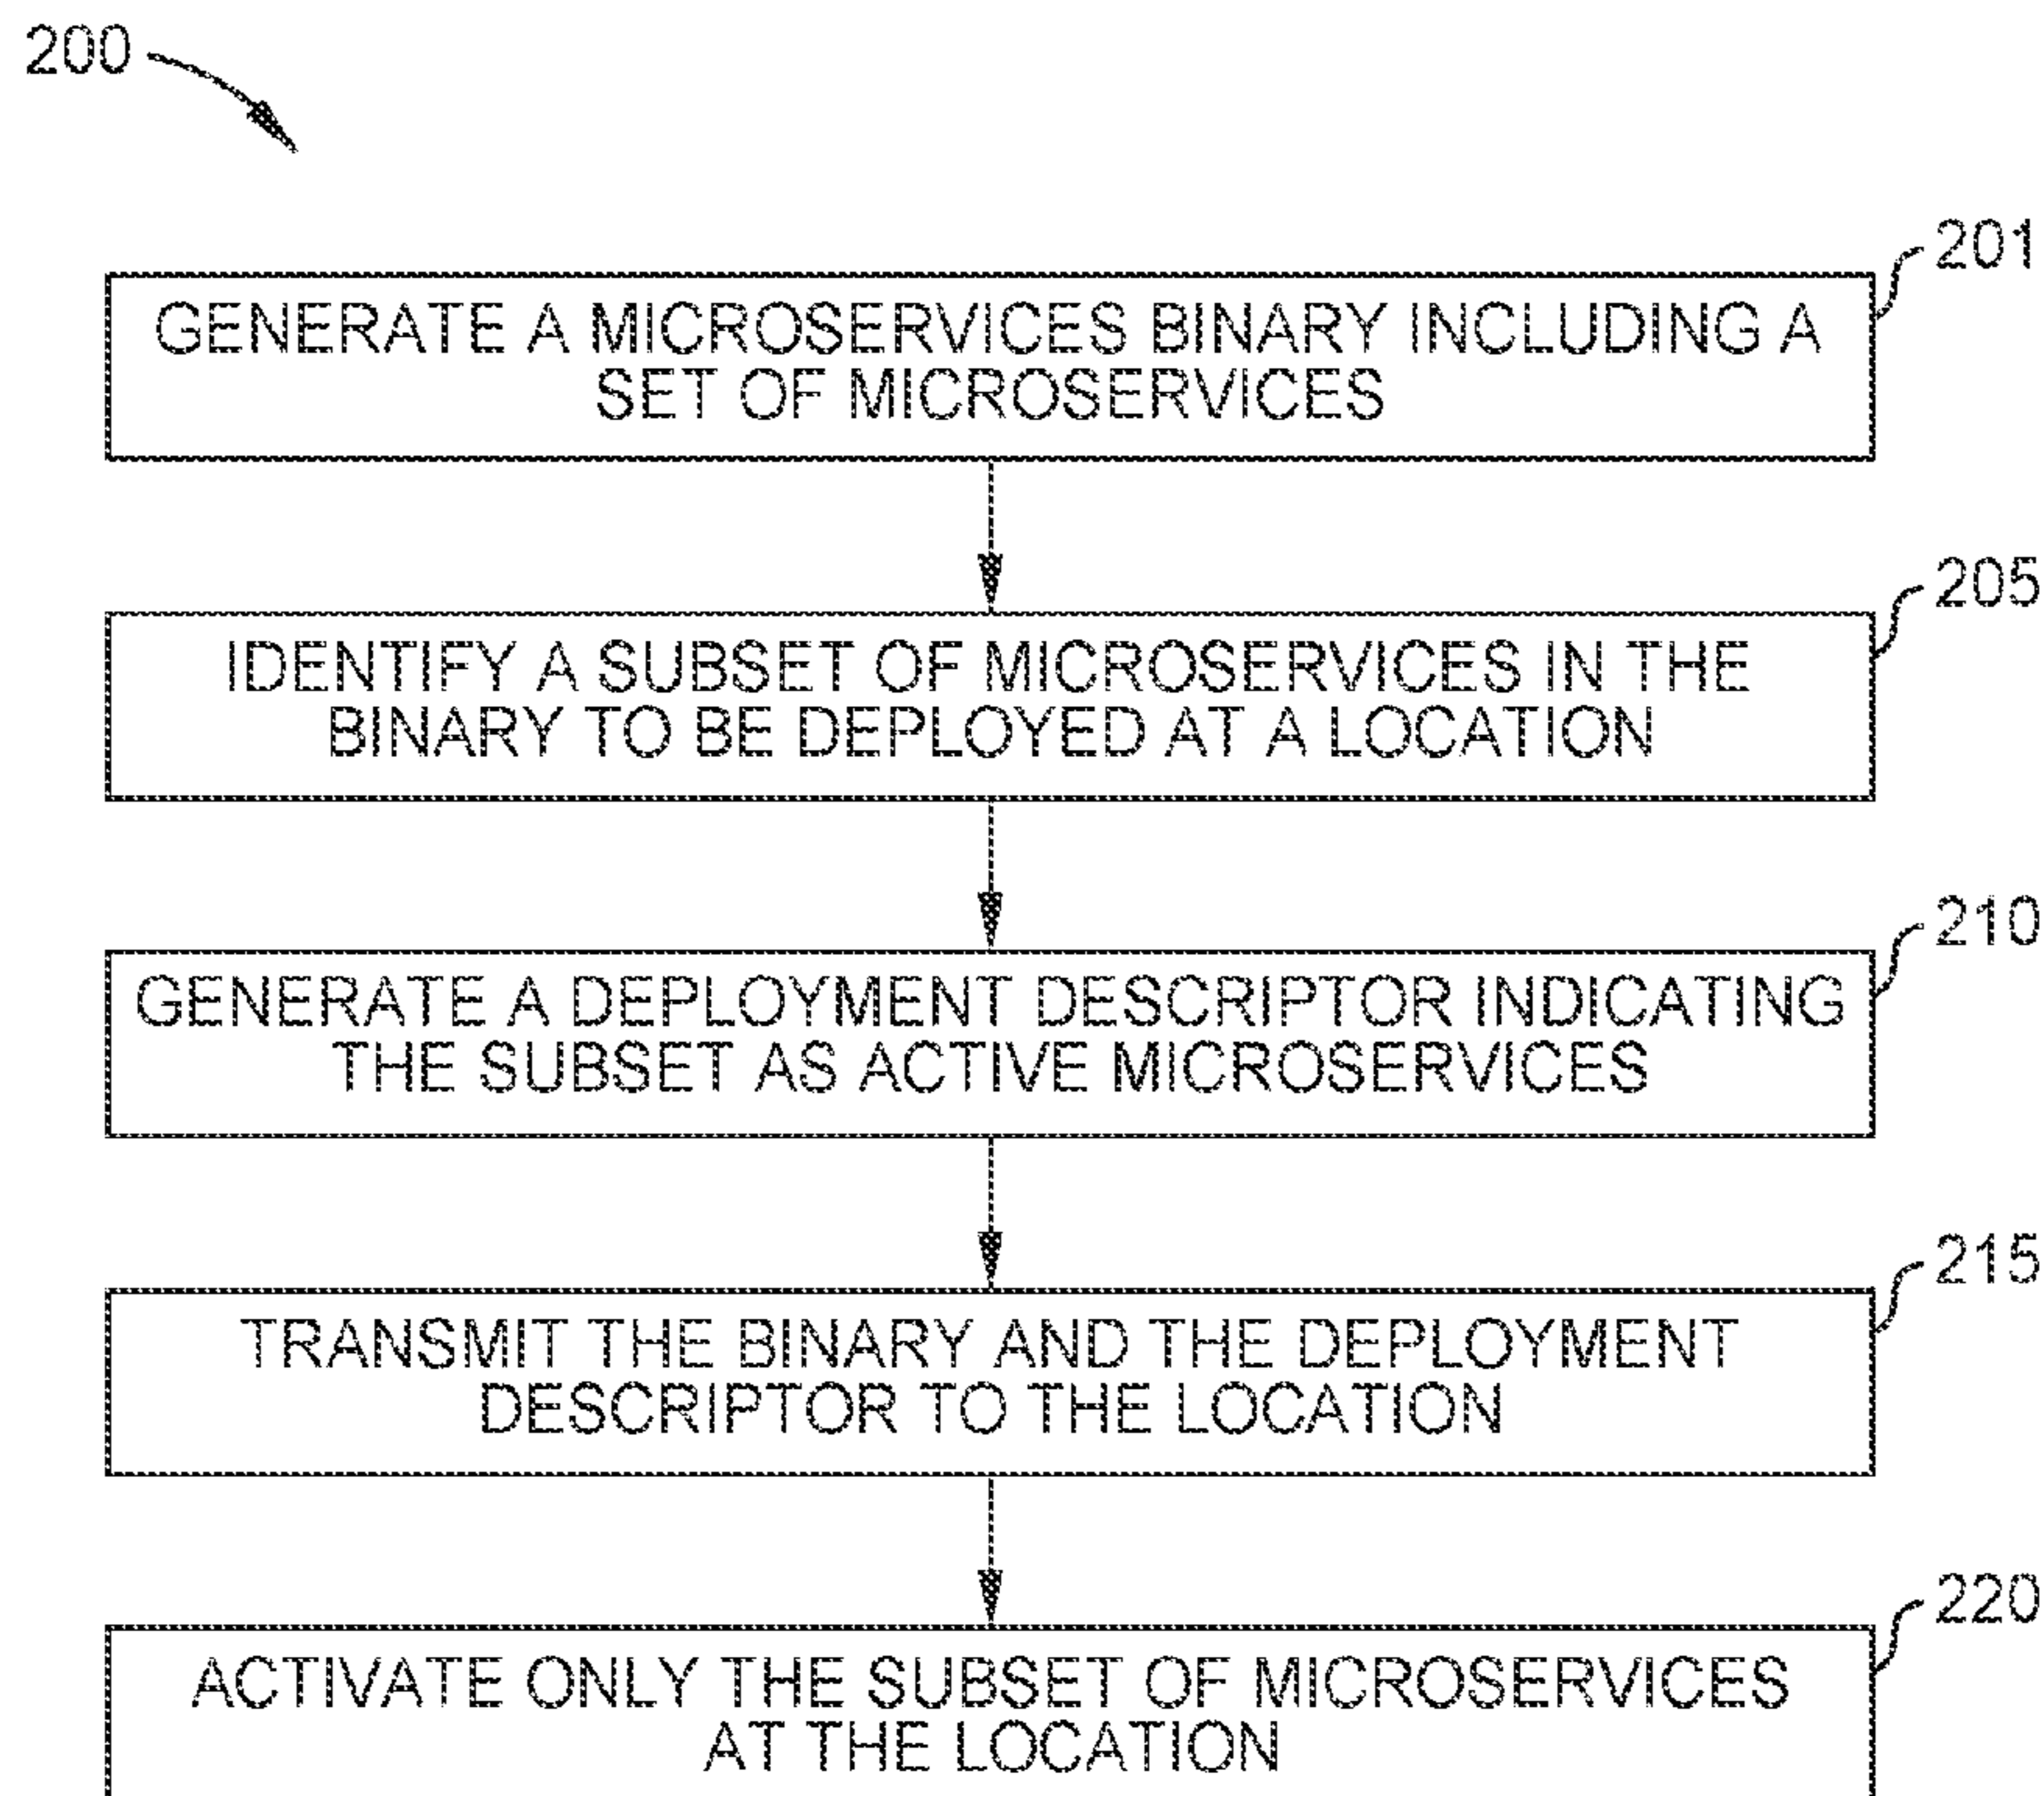 200
201
GENERATE A MICROSERVICES BINARY INCLUDING A
SET OF MICROSERVICES
205
IDENTIFY A SUBSET OF MICROSERVICES IN THE
BINARY TO BE DEPLOYED AT A LOCATION
210
GENERATE A DEPLOYMENT DESCRIPTOR INDICATING
THE SUBSET AS ACTIVE MICROSERVICES
215
TRANSMIT THE BINARY AND THE DEPLOYMENT
DESCRIPTOR TO THE LOCATION
220
ACTIVATE ONLY THE SUBSET OF MICROSERVICES
AT THE LOCATION